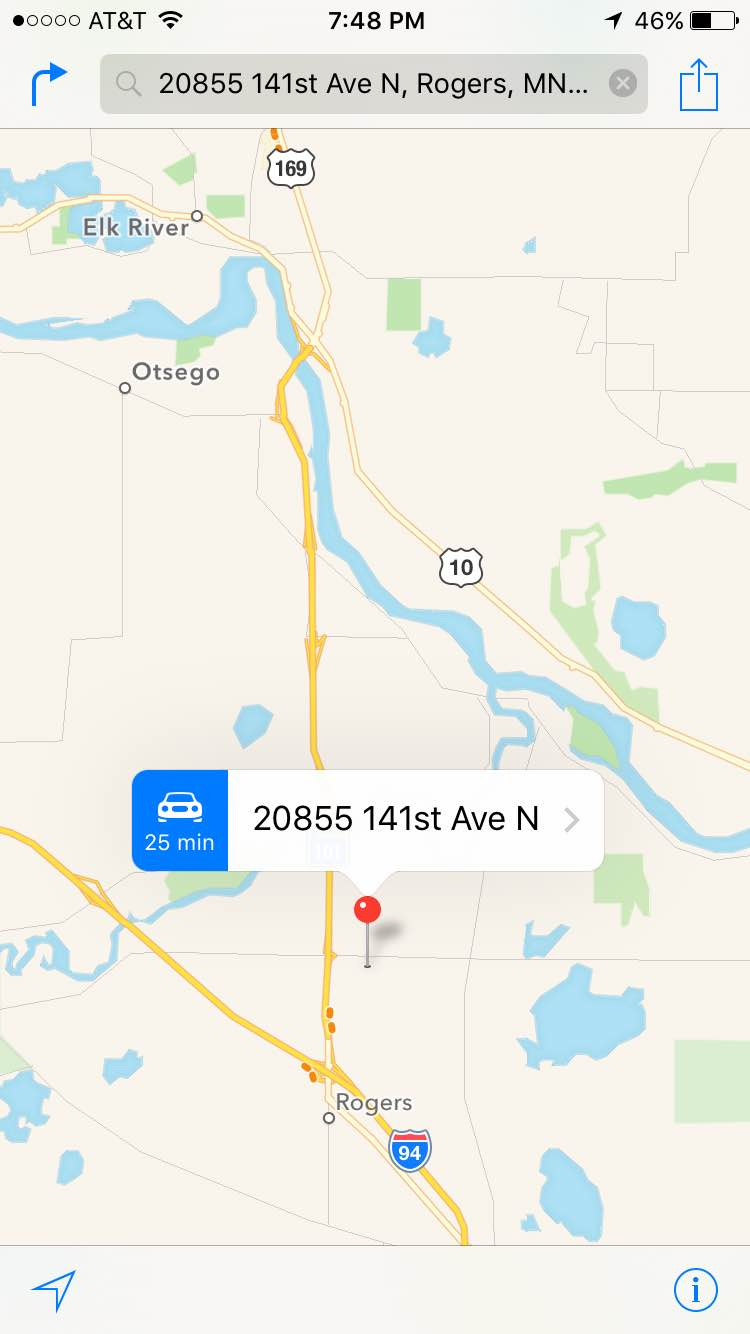 AT&T 7:48 PM 46%
20855 141st Ave N, Rogers, MN...
169
Elk River
Otsego
10
25 min
20855 141st Ave N
101
Rogers
94